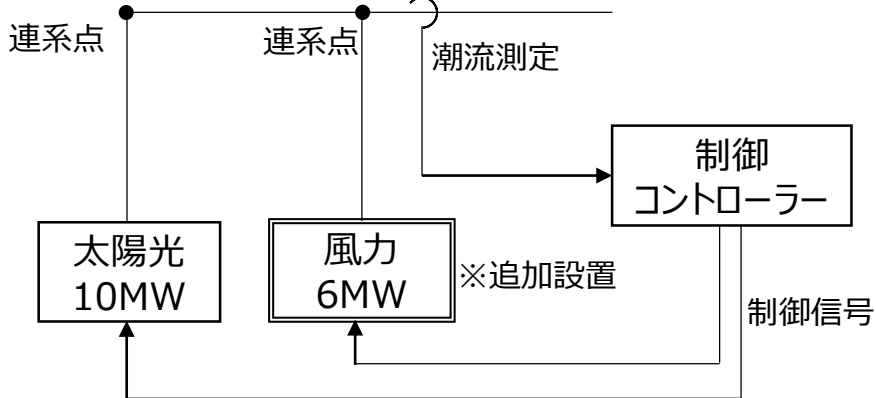 連系点
連系点
潮流測定
制御
コントローラー
太陽光
10MW
風力
6MW
※追加設置
制御信号